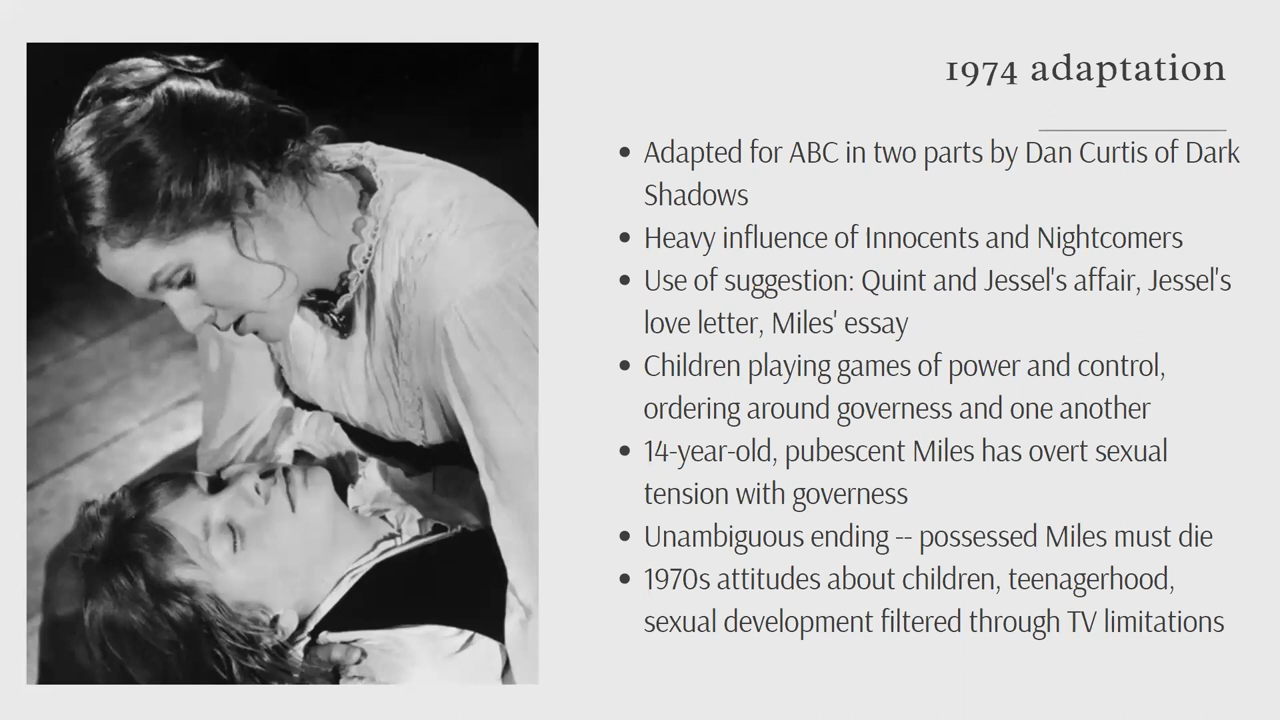 1974 adaptation
• Adapted for ABC in two parts by Dan Curtis of Dark
Shadows
• Heavy influence of Innocents and Nightcomers
• Use of suggestion: Quint and Jessel's affair, Jessel's
love letter, Miles' essay
• Children playing games of power and control,
ordering around governess and one another
• 14-year-old, pubescent Miles has overt sexual
tension with governess
• Unambiguous ending -- possessed Miles must die
• 1970s attitudes about children, teenagerhood,
sexual development filtered through TV limitations